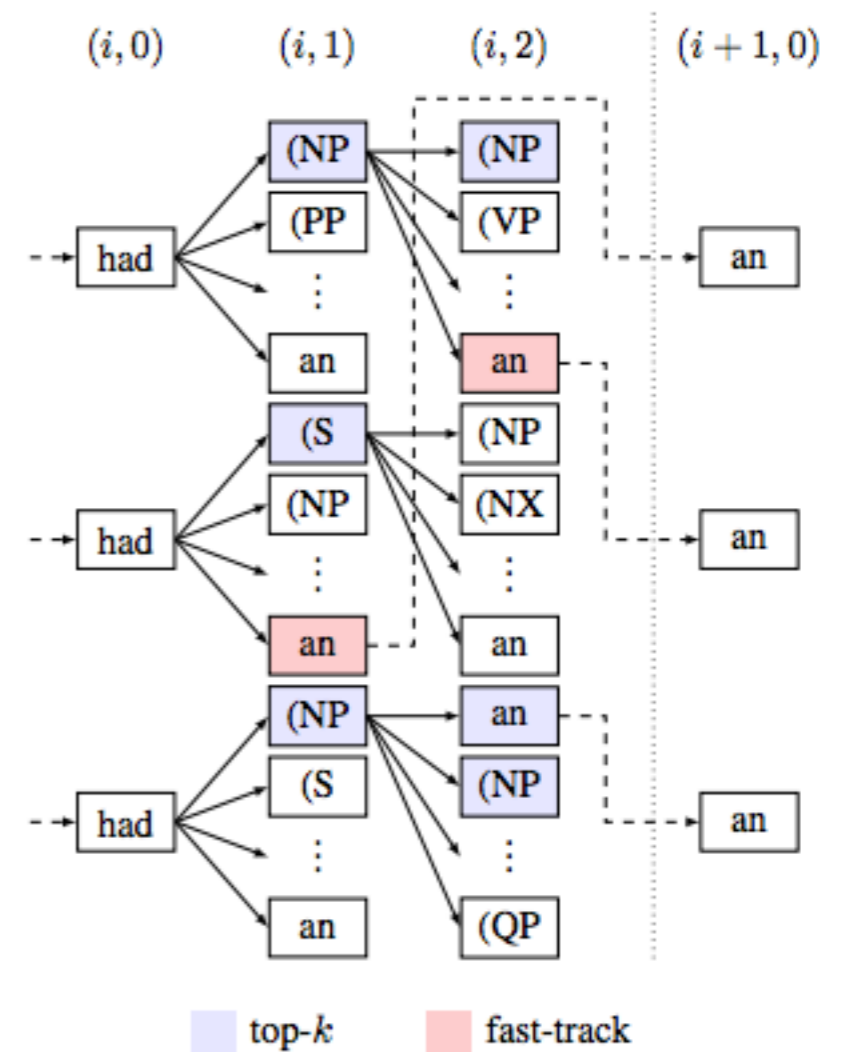 (i, 0) (i, 1) (i, 2) (i + 1, 0)
(NP (NP
(PP (VP
had an
⋮ ⋮
an an
(S (NP
(NP (NX
had an
⋮ ⋮
an an
(NP an
(S (NP
had an
⋮ ⋮
an (QP
top-k fast-track